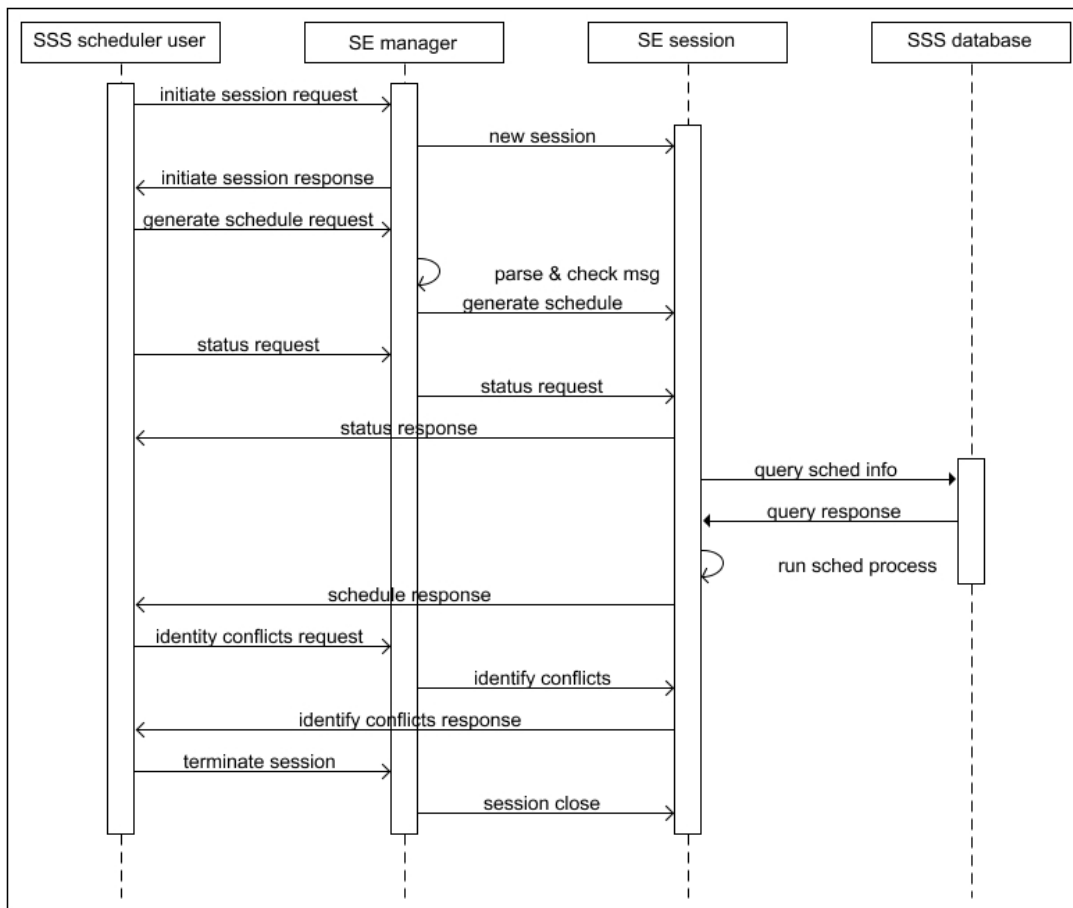 SSS scheduler user
SE manager
SE session
SSS database
initiate session request
new session
initiate session response
generate schedule request
parse & check msg
generate schedule
status request
status request
status response
query sched info
query response
run sched process
schedule response
identity conflicts request
identify conflicts
identify conflicts response
terminate session
session close